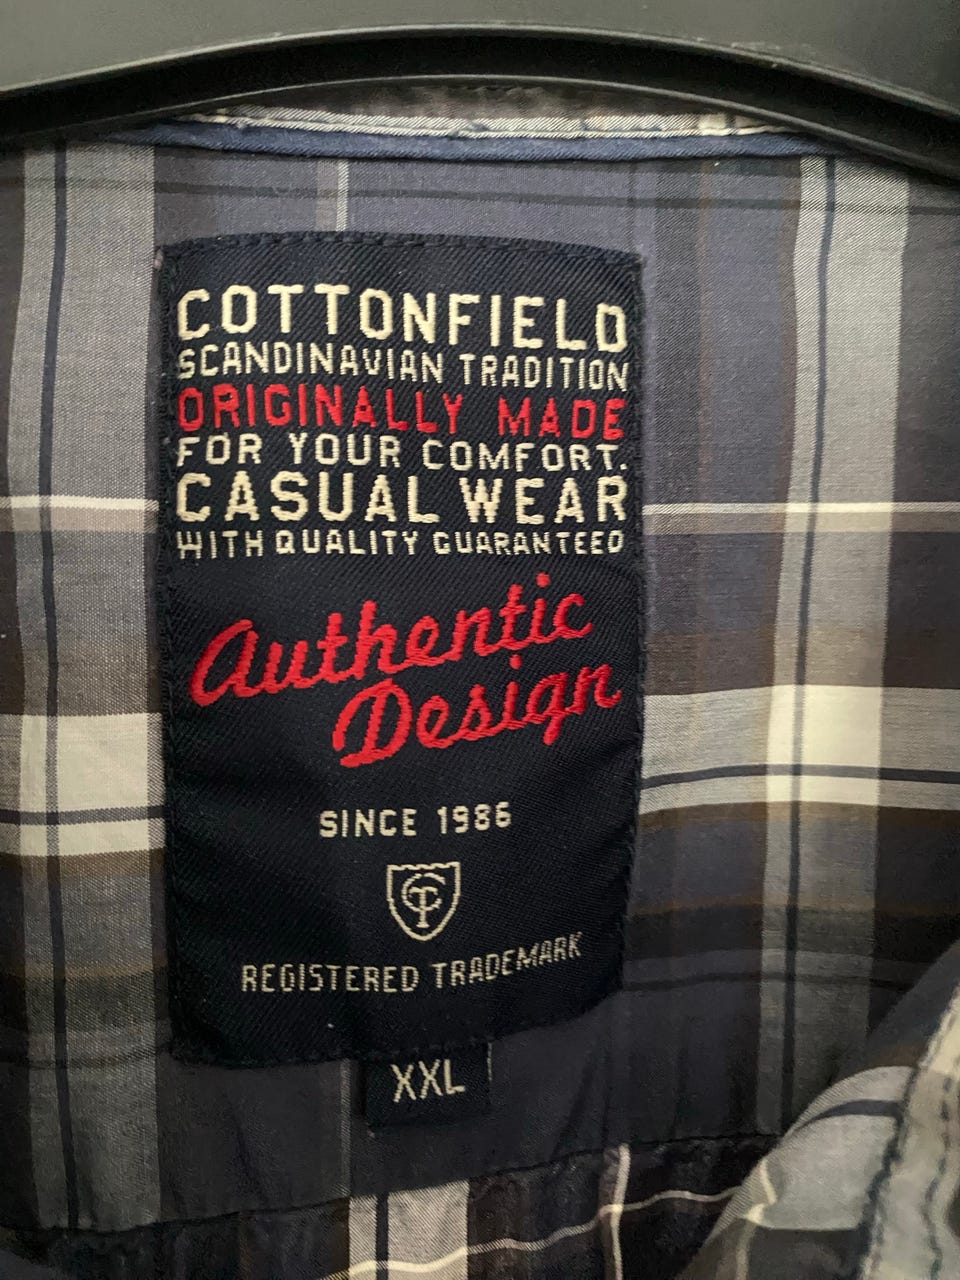 COTTONFIELD
SCANDINAVIAN TRADITION
ORIGINALLY MADE
FOR YOUR COMFORT.
CASUAL WEAR
WITH QUALITY GUARANTEED
Authentic
Design
SINCE 1986
REGISTERED TRADEMARK
XXL